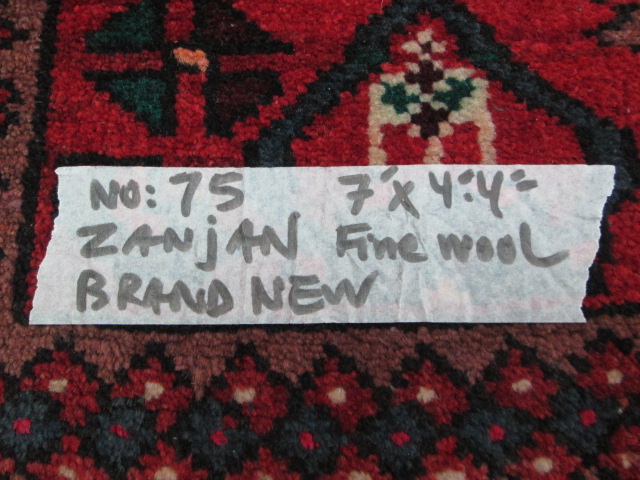 NO: 75 7'x 4':4"
ZANjAN Fine wooL
BRAND NEW